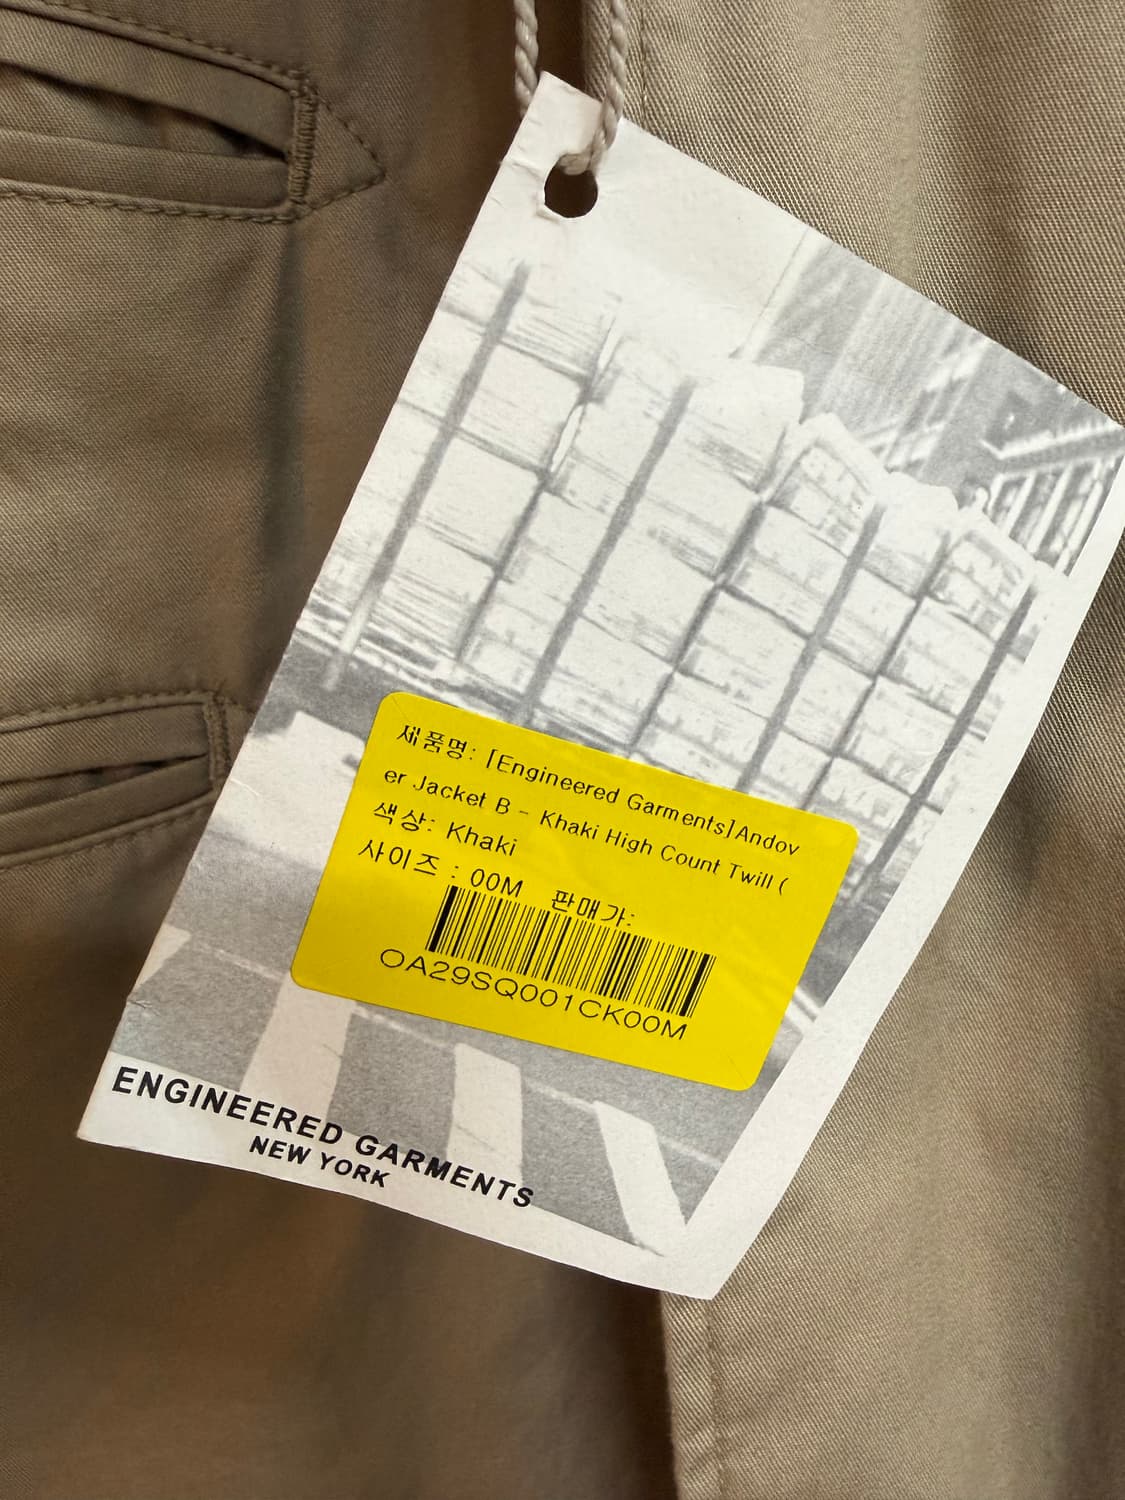 제품명: [Engineered Garments]Andov
er Jacket B - Khaki High Count Twill (
색상: Khaki
사이즈 : 00M 판매가:
OA29SQ001CK00M
ENGINEERED GARMENTS
NEW YORK